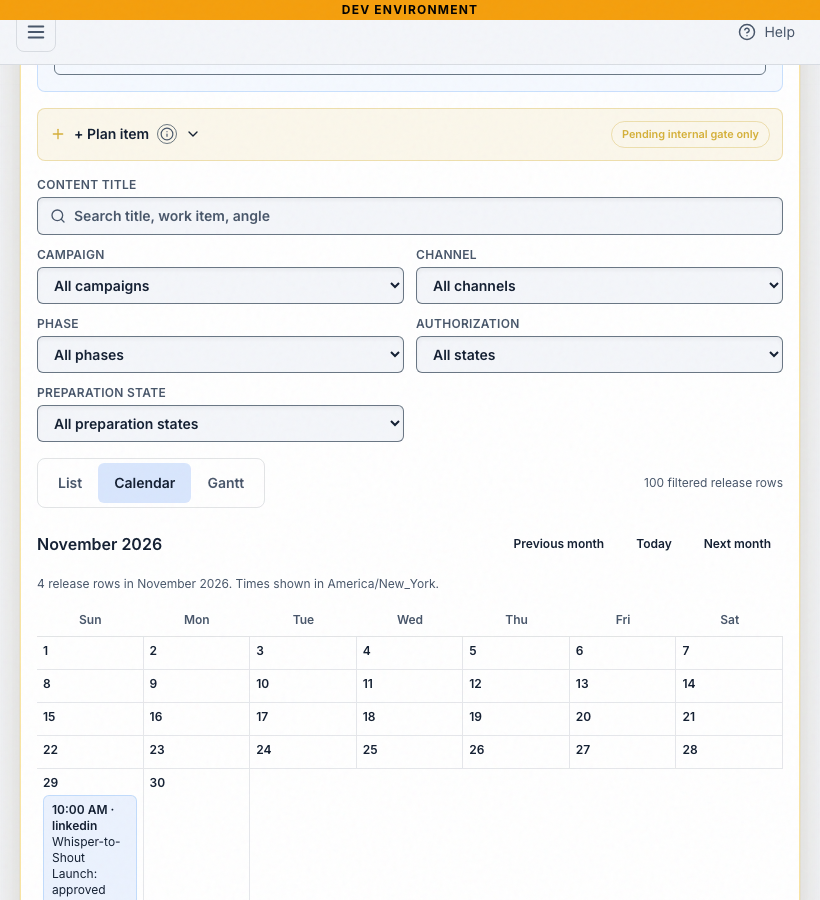 DEV ENVIRONMENT
Help
+ Plan item
Pending internal gate only
CONTENT TITLE
Search title, work item, angle
CAMPAIGN
CHANNEL
All campaigns
All channels
PHASE
AUTHORIZATION
All phases
All states
PREPARATION STATE
All preparation states
List Calendar Gantt
100 filtered release rows
November 2026
Previous month Today Next month
4 release rows in November 2026. Times shown in America/New_York.
Sun Mon Tue Wed Thu Fri Sat
1 2 3 4 5 6 7
8 9 10 11 12 13 14
15 16 17 18 19 20 21
22 23 24 25 26 27 28
29 30
10:00 AM ·
linkedin
Whisper-to-
Shout
Launch:
approved